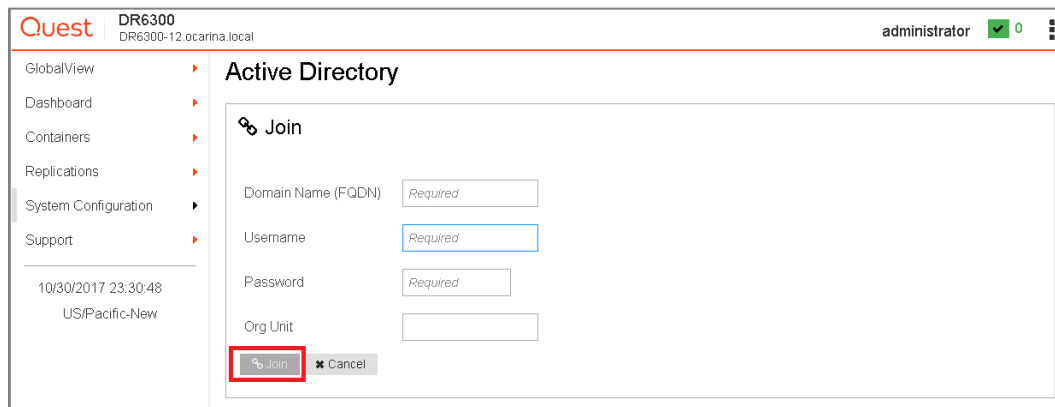 Quest
DR6300
DR6300-12.ocarina.local
administrator
0
GlobalView
Dashboard
Containers
Replications
System Configuration
Support
10/30/2017 23:30:48
US/Pacific-New
Active Directory
Join
Domain Name (FQDN)
Required
Username
Required
Password
Required
Org Unit
Join
Cancel